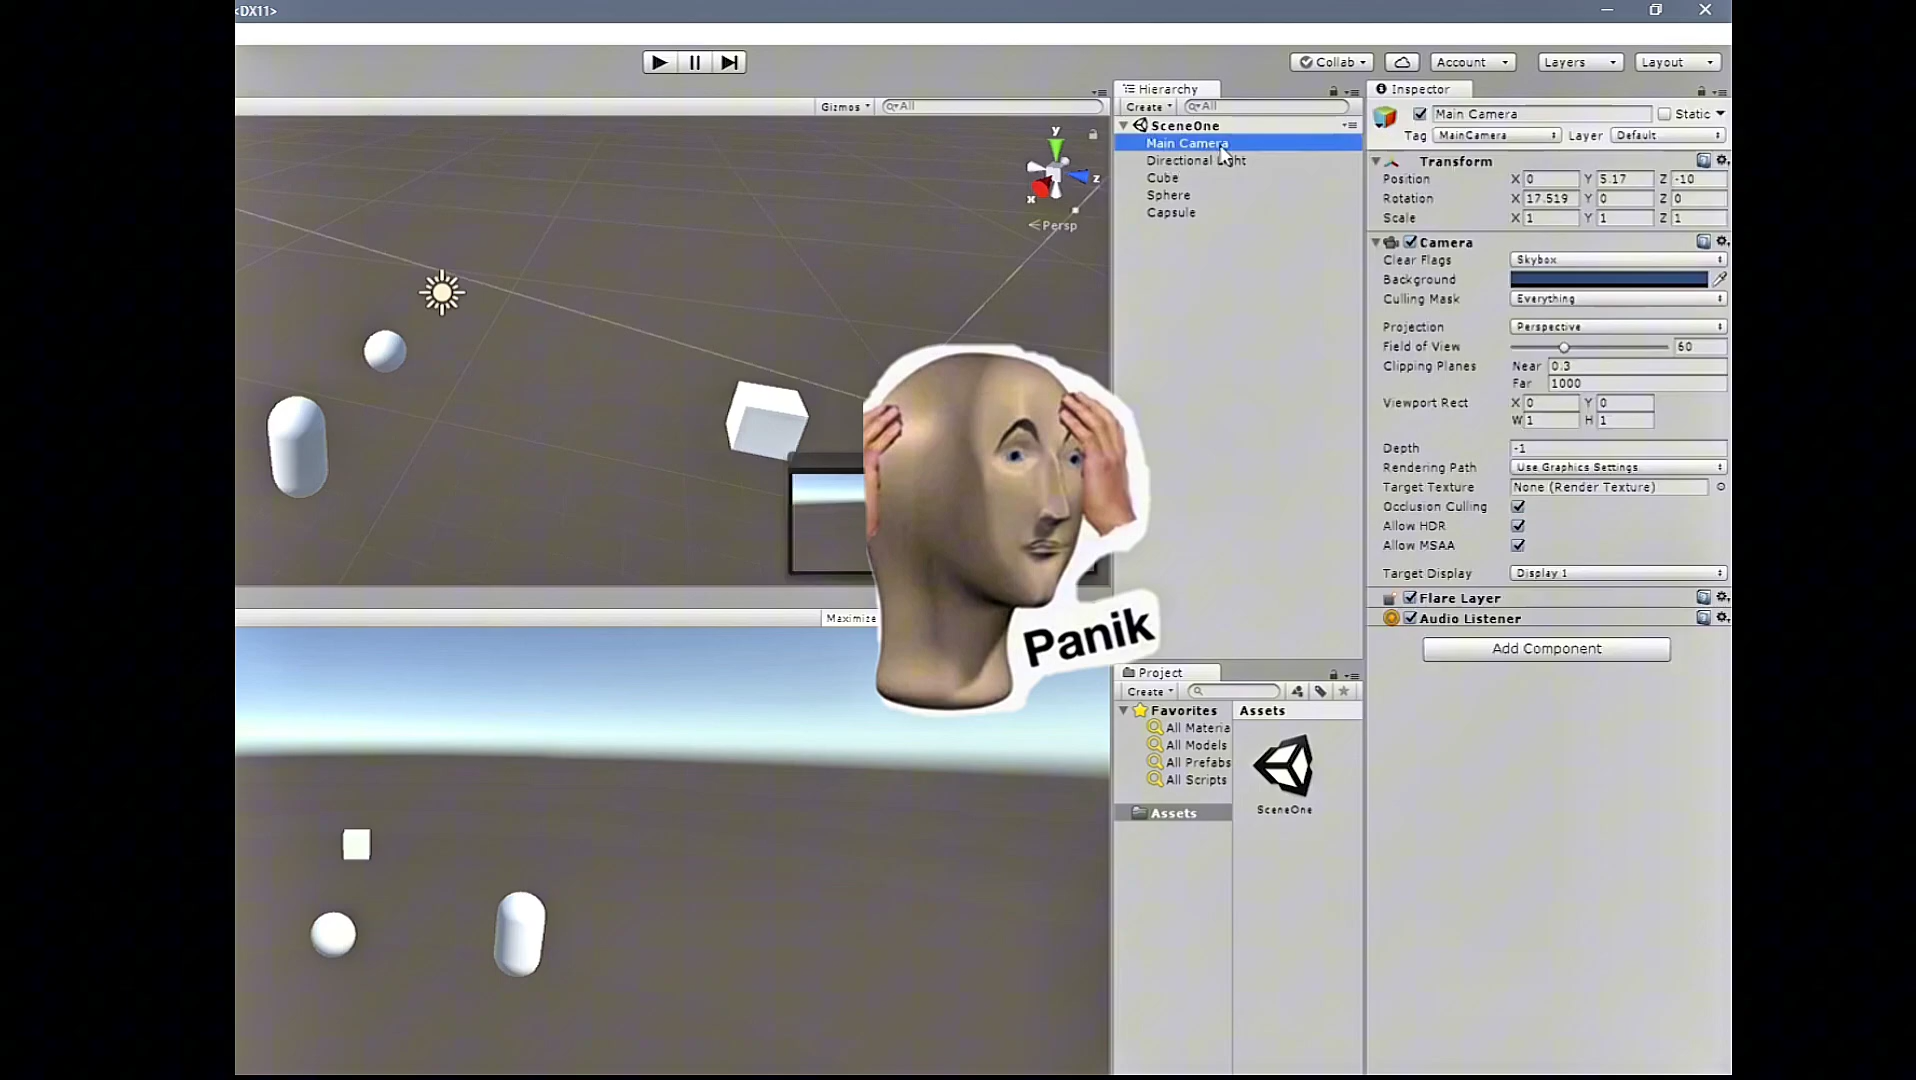 <DX11>
Collab
Account
Layers
Layout
Gizmos
All
Hierarchy
Create
All
SceneOne
Main Camera
Directional Light
Cube
Sphere
Capsule
y
z
x
Persp
Inspector
Main Camera
Static
Tag MainCamera Layer Default
Transform
Position X 0 Y 5.17 Z -10
Rotation X 17.519 Y 0 Z 0
Scale X 1 Y 1 Z 1
Camera
Clear Flags Skybox
Background
Culling Mask Everything
Projection Perspective
Field of View 60
Clipping Planes Near 0.3
Far 1000
Viewport Rect X 0 Y 0
W 1 H 1
Depth -1
Rendering Path Use Graphics Settings
Target Texture None (Render Texture)
Occlusion Culling
Allow HDR
Allow MSAA
Target Display Display 1
Flare Layer
Audio Listener
Add Component
Maximize
Panik
Project
Create
Favorites
All Materia
All Models
All Prefabs
All Scripts
Assets
Assets
SceneOne